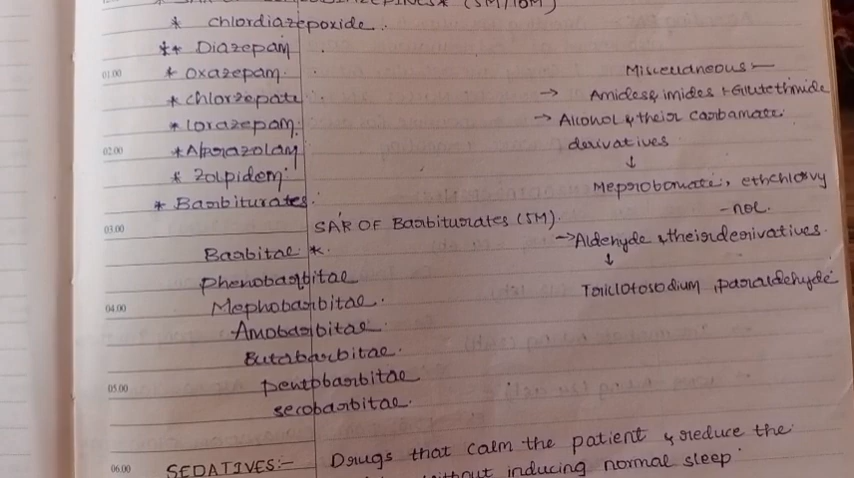 * chlordiazepoxide.
** Diazepam
01.00 * Oxazepam.
* chlorzepate
* lorazepam.
02.00 * Alprazolam
* Zolpidem
* Barbiturates.
03.00 SAR OF Barbiturates (5M).
Barbital *.
Phenobarbital
04.00 Mephobarbital.
Amobarbital
Butabarbital.
05.00 pentobarbital
secobarbital.
Miscellaneous —
→ Amides & imides → Glutethimide
→ Alcohol & their carbamate
derivatives
↓
Meprobamate, ethchlorvy
-nol.
→ Aldehyde & their derivatives.
↓
Triclofosodium, paraldehyde
06.00 SEDATIVES:- Drugs that calm the patient & reduce the
without inducing normal sleep